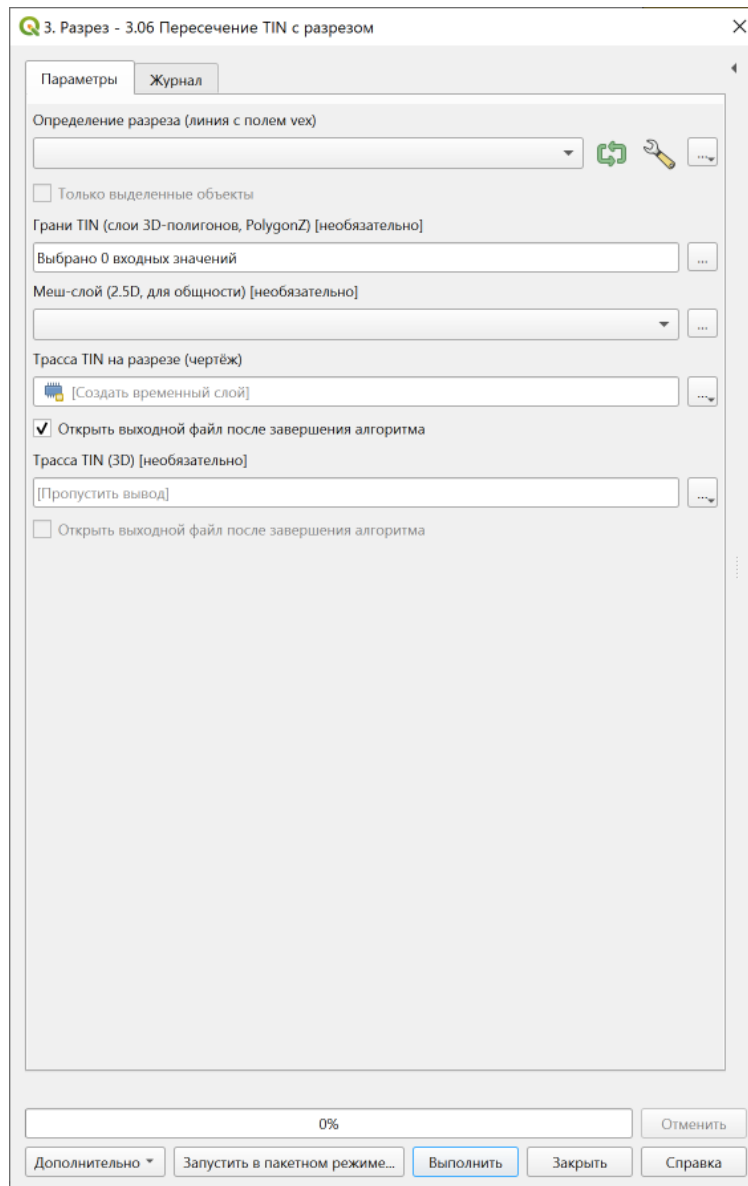 3. Разрез - 3.06 Пересечение TIN с разрезом
Параметры
Журнал
Определение разреза (линия с полем vex)
...
Только выделенные объекты
Грани TIN (слои 3D-полигонов, PolygonZ) [необязательно]
Выбрано 0 входных значений
...
Меш-слой (2.5D, для общности) [необязательно]
...
Трасса TIN на разрезе (чертёж)
[Создать временный слой]
...
Открыть выходной файл после завершения алгоритма
Трасса TIN (3D) [необязательно]
[Пропустить вывод]
...
Открыть выходной файл после завершения алгоритма
0%
Отменить
Дополнительно
Запустить в пакетном режиме...
Выполнить
Закрыть
Справка